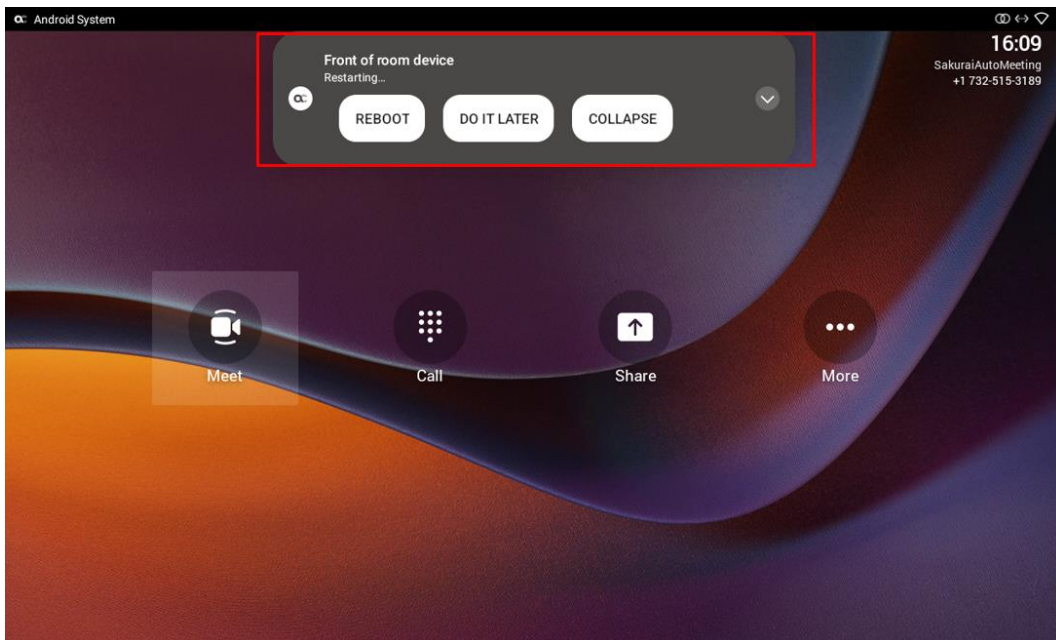 Android System
16:09
SakuraiAutoMeeting
+1 732-515-3189
Front of room device
Restarting...
REBOOT DO IT LATER COLLAPSE
Meet Call Share More